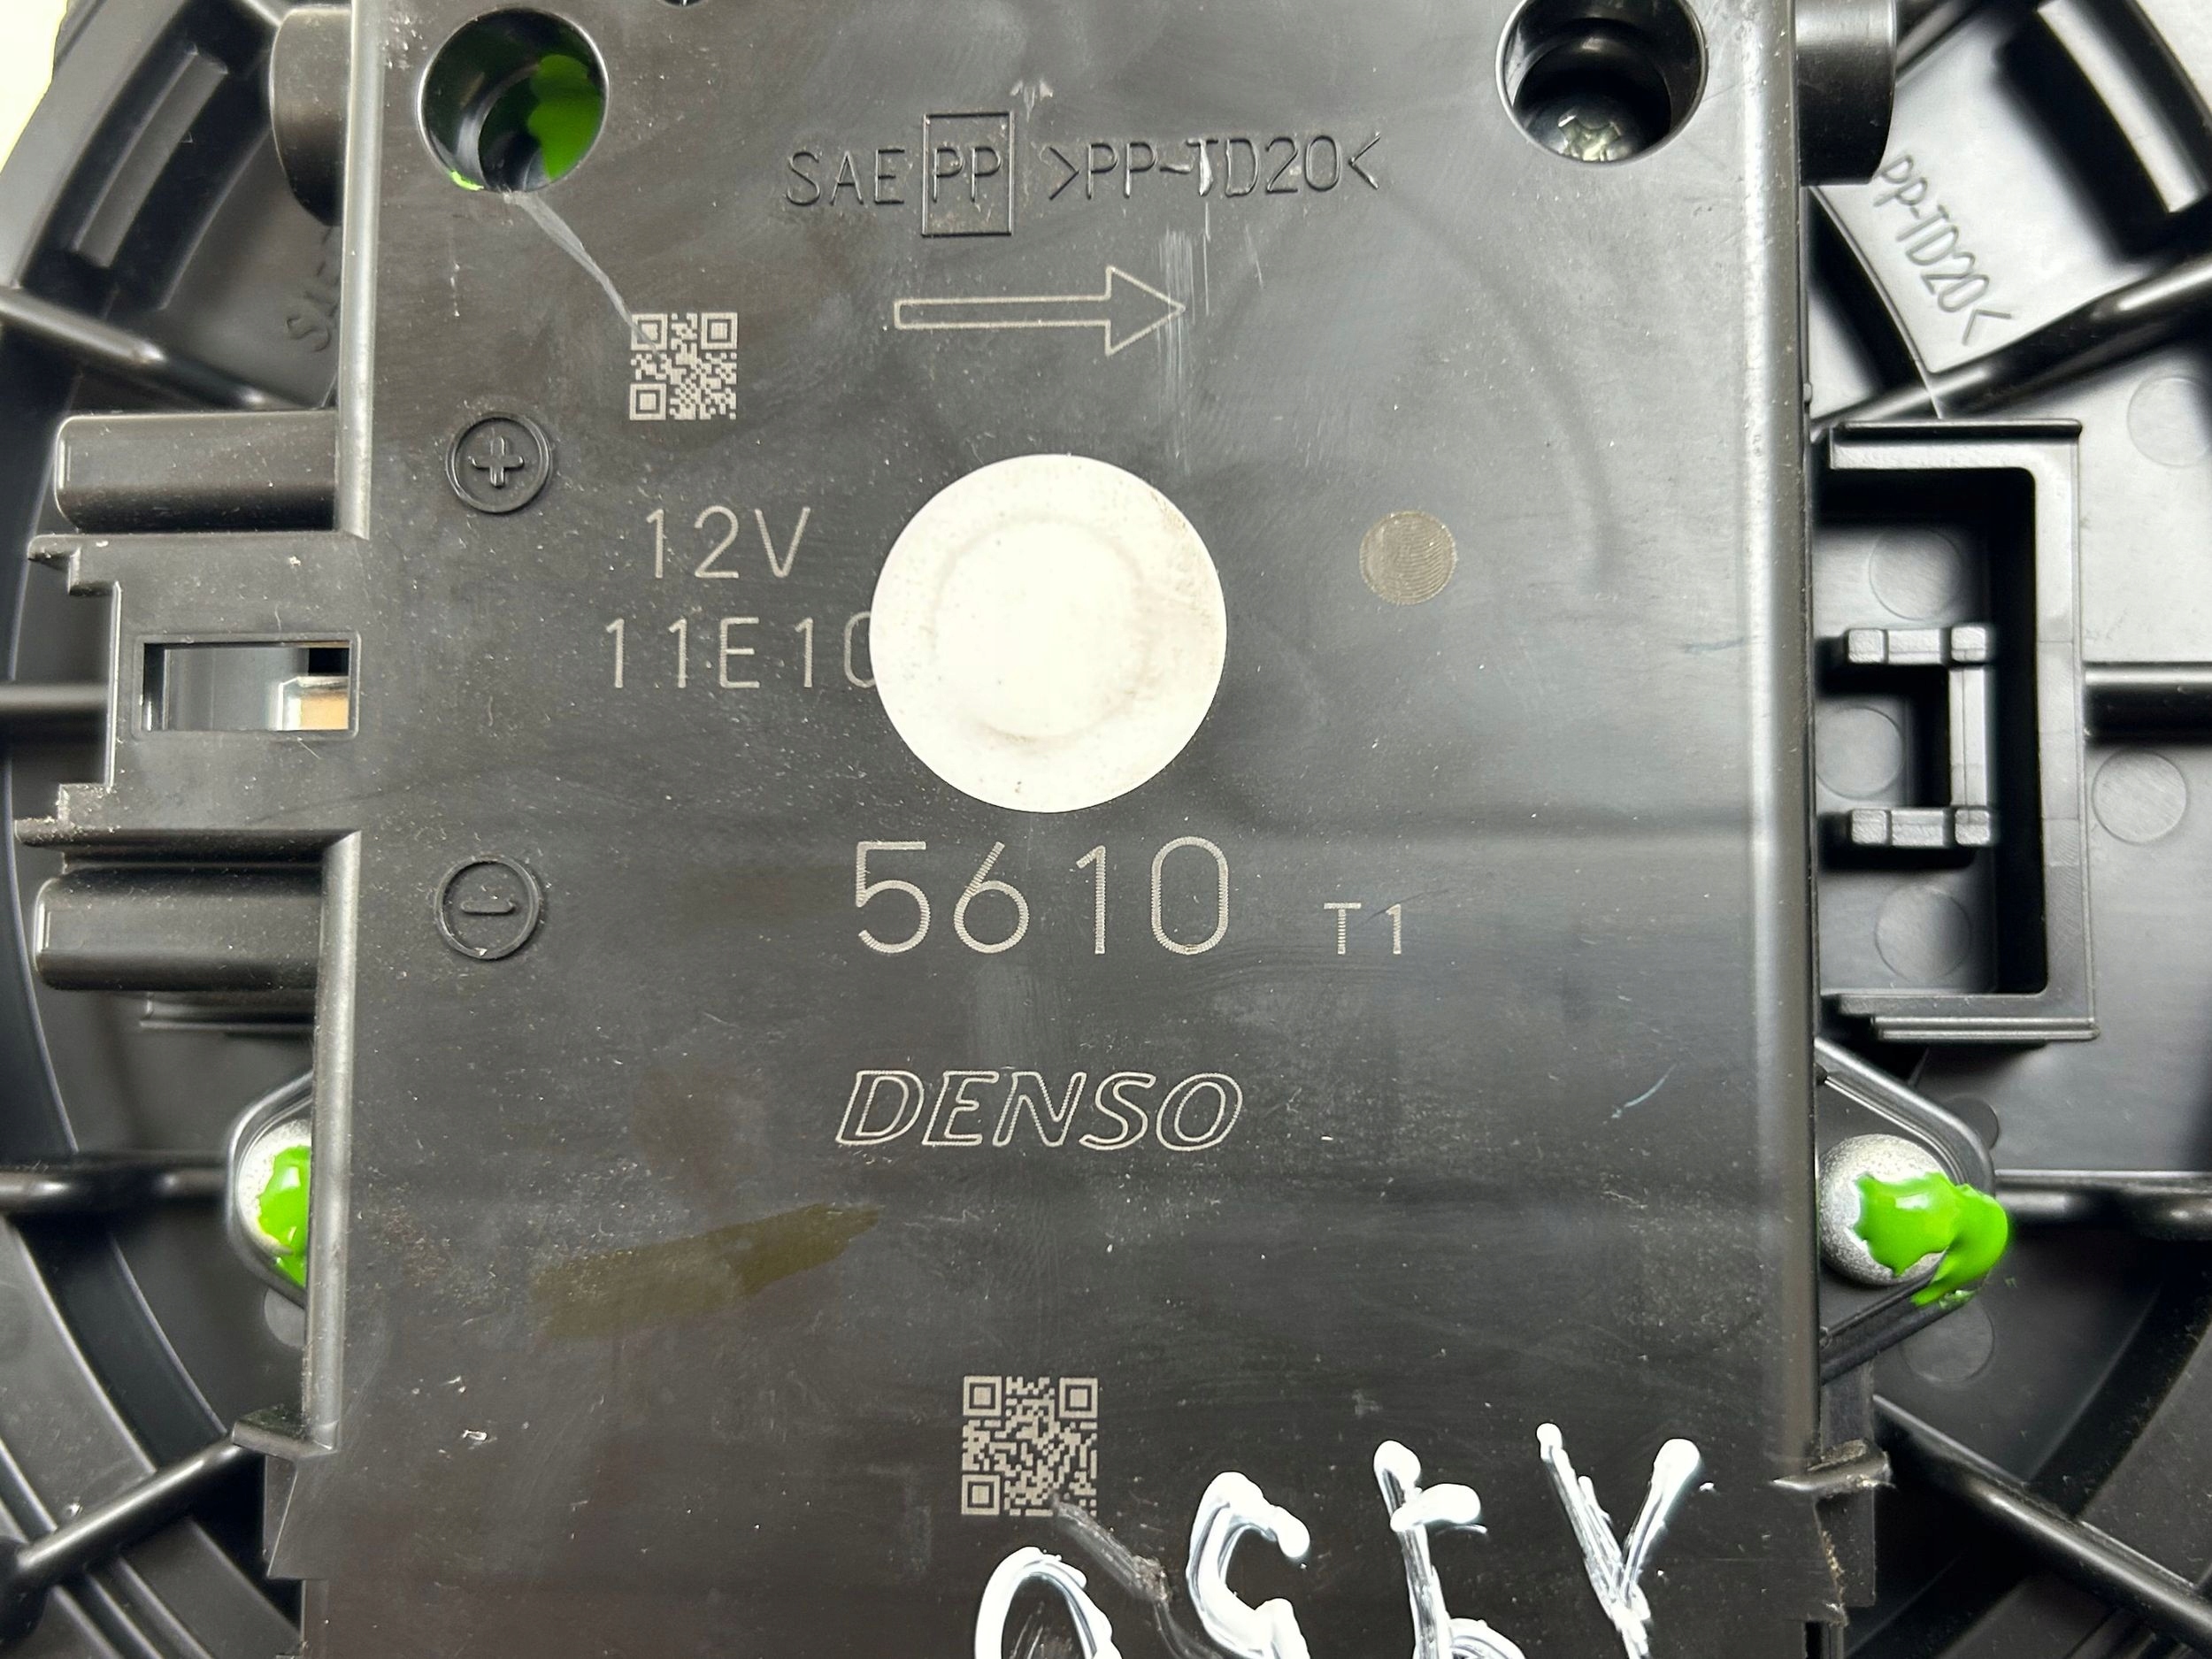 SAE PP >PP-TD20<
PP-TD20<
12V
11E10
5610 T1
DENSO